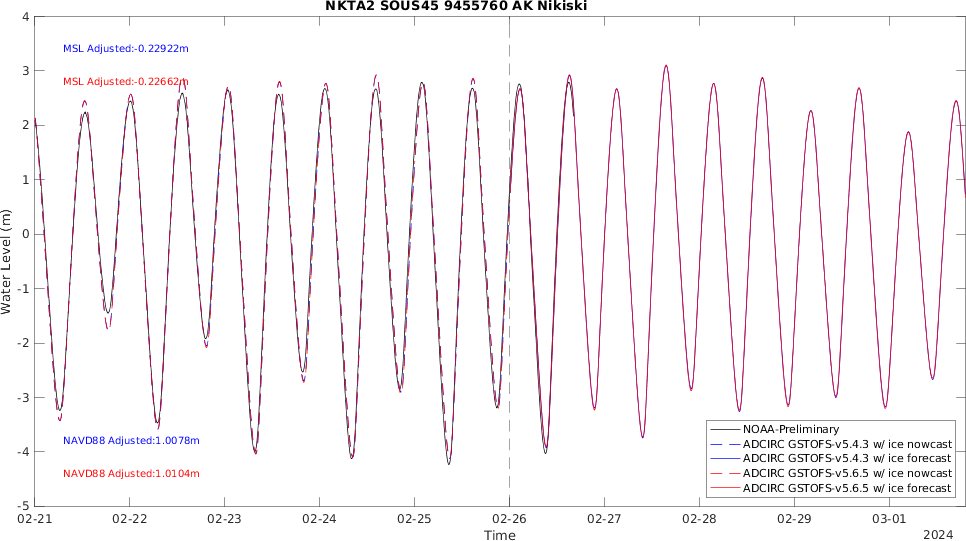 NKTA2 SOUS45 9455760 AK Nikiski
4
3
2
1
0
-1
-2
-3
-4
-5
Water Level (m)
MSL Adjusted:-0.22922m
MSL Adjusted:-0.22662m
NAVD88 Adjusted:1.0078m
NAVD88 Adjusted:1.0104m
NOAA-Preliminary
ADCIRC GSTOFS-v5.4.3 w/ ice nowcast
ADCIRC GSTOFS-v5.4.3 w/ ice forecast
ADCIRC GSTOFS-v5.6.5 w/ ice nowcast
ADCIRC GSTOFS-v5.6.5 w/ ice forecast
02-21 02-22 02-23 02-24 02-25 02-26 02-27 02-28 02-29 03-01
Time
2024